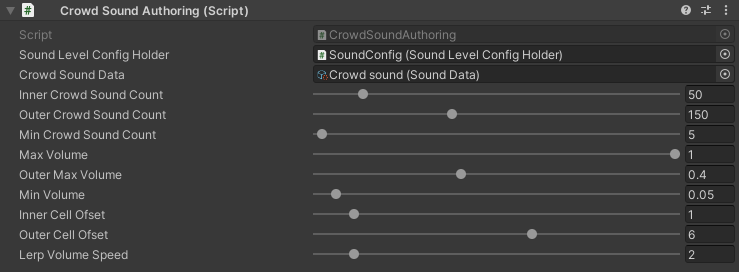 Crowd Sound Authoring (Script)
Script CrowdSoundAuthoring
Sound Level Config Holder SoundConfig (Sound Level Config Holder)
Crowd Sound Data Crowd sound (Sound Data)
Inner Crowd Sound Count 50
Outer Crowd Sound Count 150
Min Crowd Sound Count 5
Max Volume 1
Outer Max Volume 0.4
Min Volume 0.05
Inner Cell Ofset 1
Outer Cell Ofset 6
Lerp Volume Speed 2